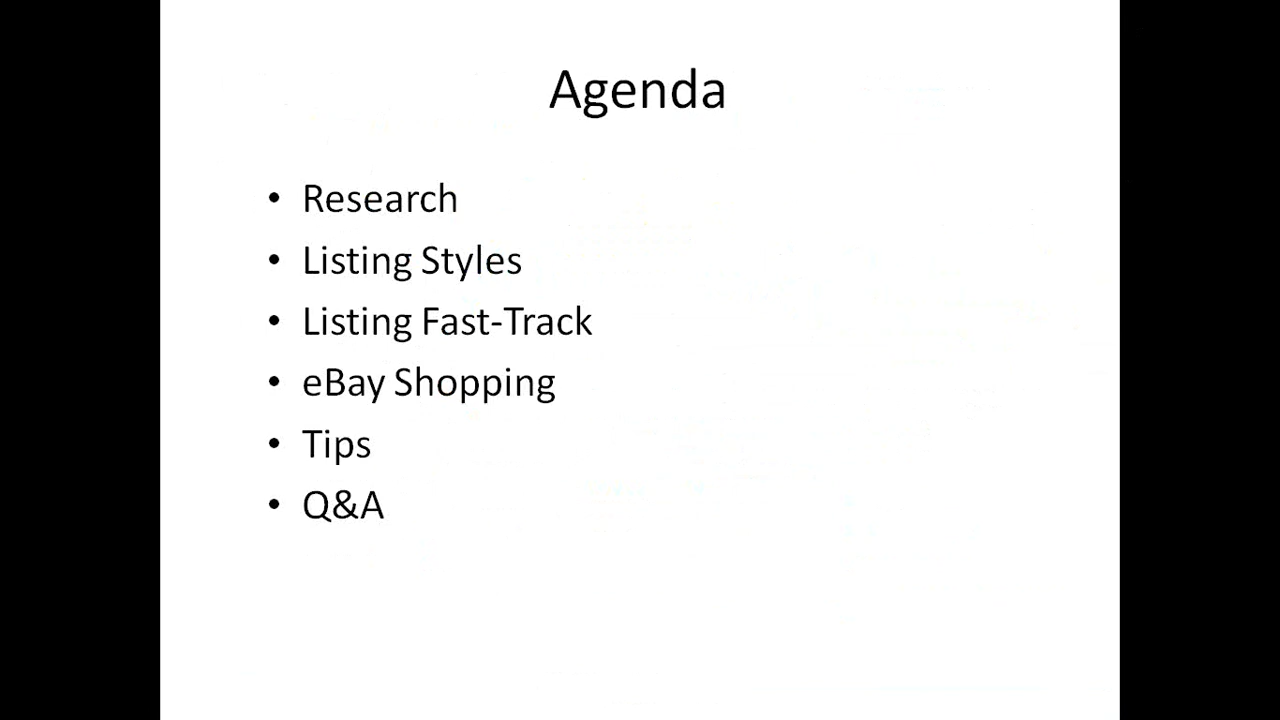 Agenda
• Research
• Listing Styles
• Listing Fast-Track
• eBay Shopping
• Tips
• Q&A